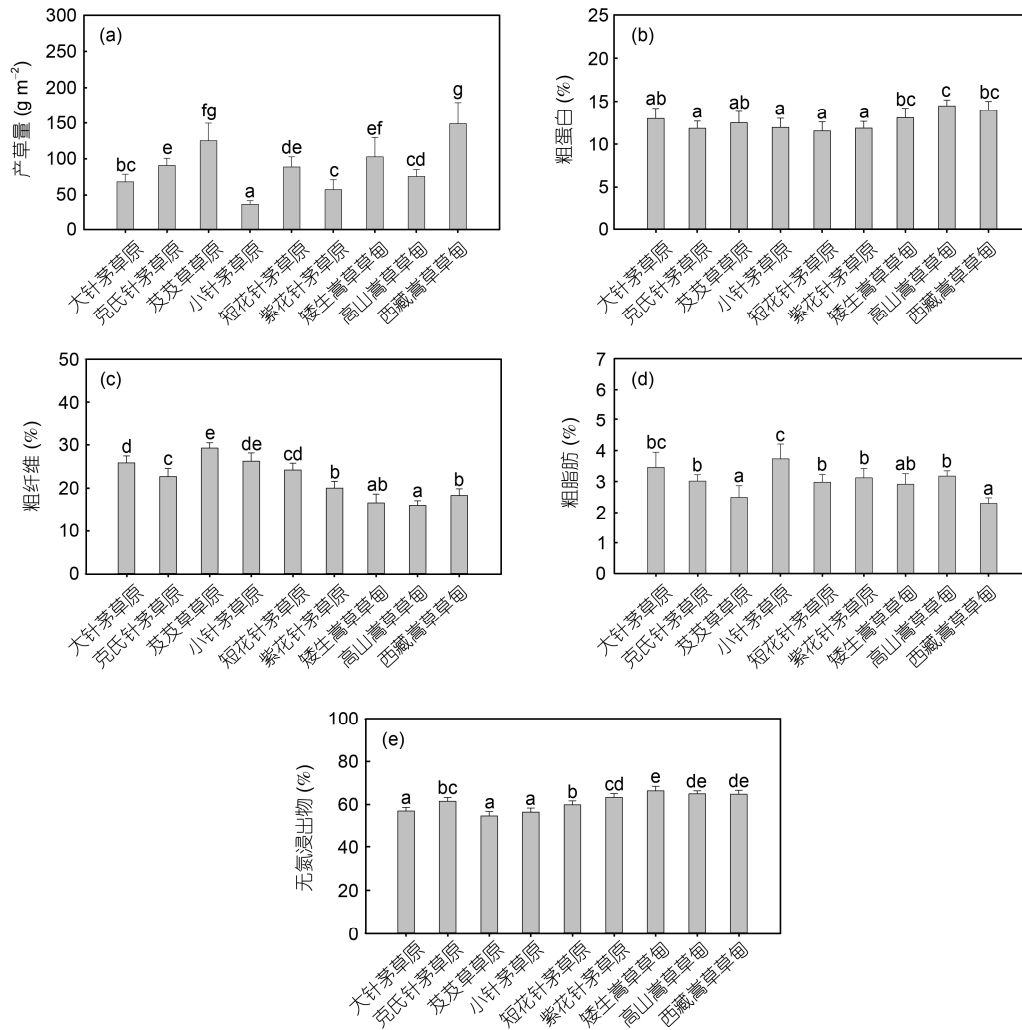 (a)
产草量 (g m⁻²)
300
250
200
150
100
50
0
bc
e
fg
a
de
c
ef
cd
g
大针茅草原
克氏针茅草原
芨芨草草原
小针茅草原
短花针茅草原
紫花针茅草原
矮生嵩草草甸
高山嵩草草甸
西藏嵩草草甸
(b)
粗蛋白 (%)
25
20
15
10
5
0
ab
a
ab
a
a
a
bc
c
bc
大针茅草原
克氏针茅草原
芨芨草草原
小针茅草原
短花针茅草原
紫花针茅草原
矮生嵩草草甸
高山嵩草草甸
西藏嵩草草甸
(c)
粗纤维 (%)
50
40
30
20
10
0
d
c
e
de
cd
b
ab
a
b
大针茅草原
克氏针茅草原
芨芨草草原
小针茅草原
短花针茅草原
紫花针茅草原
矮生嵩草草甸
高山嵩草草甸
西藏嵩草草甸
(d)
粗脂肪 (%)
7
6
5
4
3
2
1
0
bc
b
a
c
b
b
ab
b
a
大针茅草原
克氏针茅草原
芨芨草草原
小针茅草原
短花针茅草原
紫花针茅草原
矮生嵩草草甸
高山嵩草草甸
西藏嵩草草甸
(e)
无氮浸出物 (%)
100
80
60
40
20
0
a
bc
a
a
b
cd
e
de
de
大针茅草原
克氏针茅草原
芨芨草草原
小针茅草原
短花针茅草原
紫花针茅草原
矮生嵩草草甸
高山嵩草草甸
西藏嵩草草甸